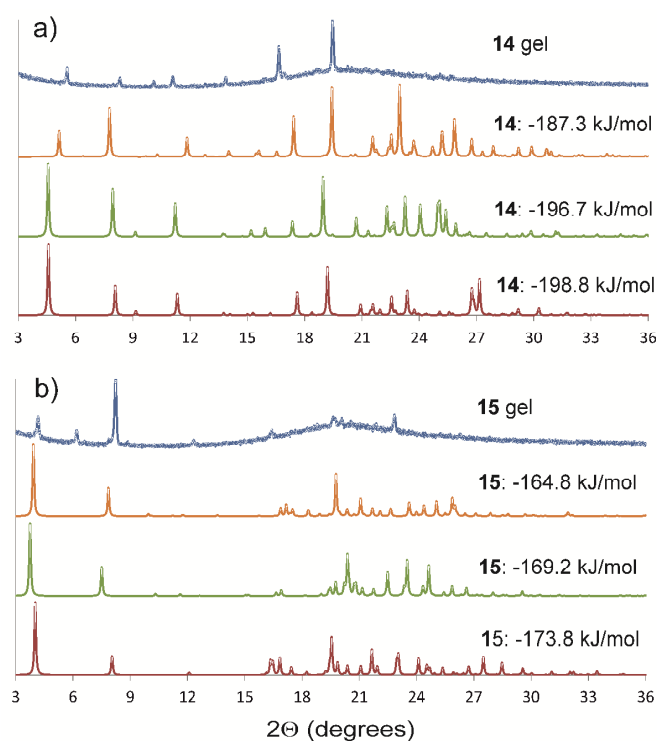 a)
14 gel
14: -187.3 kJ/mol
14: -196.7 kJ/mol
14: -198.8 kJ/mol
3 6 9 12 15 18 21 24 27 30 33 36
b)
15 gel
15: -164.8 kJ/mol
15: -169.2 kJ/mol
15: -173.8 kJ/mol
3 6 9 12 15 18 21 24 27 30 33 36
2Θ (degrees)